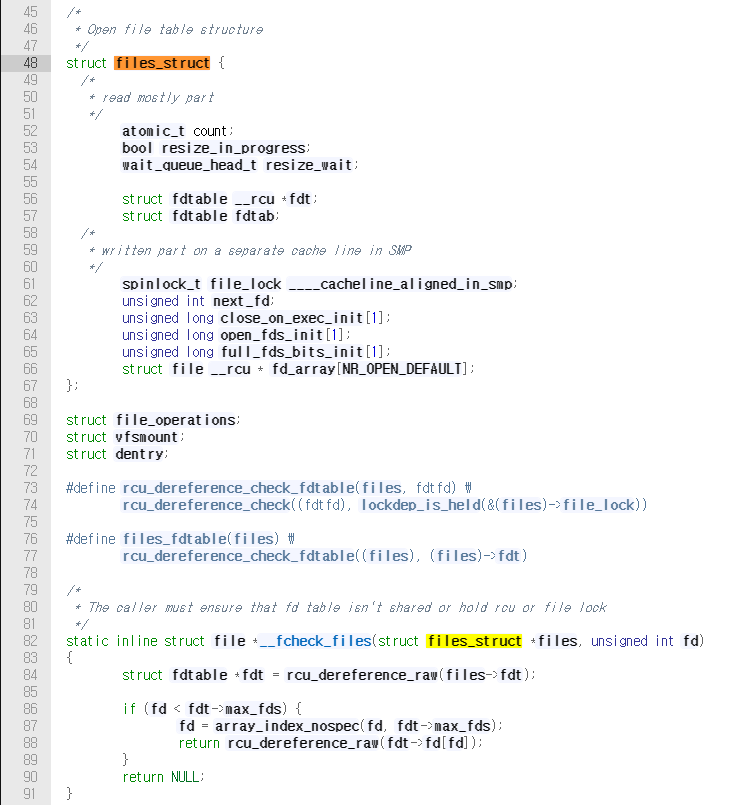 45 /*
46 * Open file table structure
47 */
48 struct files_struct {
49 /*
50 * read mostly part
51 */
52 atomic_t count;
53 bool resize_in_progress;
54 wait_queue_head_t resize_wait;
55
56 struct fdtable __rcu *fdt;
57 struct fdtable fdtab;
58 /*
59 * written part on a separate cache line in SMP
60 */
61 spinlock_t file_lock ____cacheline_aligned_in_smp;
62 unsigned int next_fd;
63 unsigned long close_on_exec_init[1];
64 unsigned long open_fds_init[1];
65 unsigned long full_fds_bits_init[1];
66 struct file __rcu * fd_array[NR_OPEN_DEFAULT];
67 };
68
69 struct file_operations;
70 struct vfsmount;
71 struct dentry;
72
73 #define rcu_dereference_check_fdtable(files, fdtfd) ₩
74 rcu_dereference_check((fdtfd), lockdep_is_held(&(files)->file_lock))
75
76 #define files_fdtable(files) ₩
77 rcu_dereference_check_fdtable((files), (files)->fdt)
78
79 /*
80 * The caller must ensure that fd table isn't shared or hold rcu or file lock
81 */
82 static inline struct file *__fcheck_files(struct files_struct *files, unsigned int fd)
83 {
84 struct fdtable *fdt = rcu_dereference_raw(files->fdt);
85
86 if (fd < fdt->max_fds) {
87 fd = array_index_nospec(fd, fdt->max_fds);
88 return rcu_dereference_raw(fdt->fd[fd]);
89 }
90 return NULL;
91 }